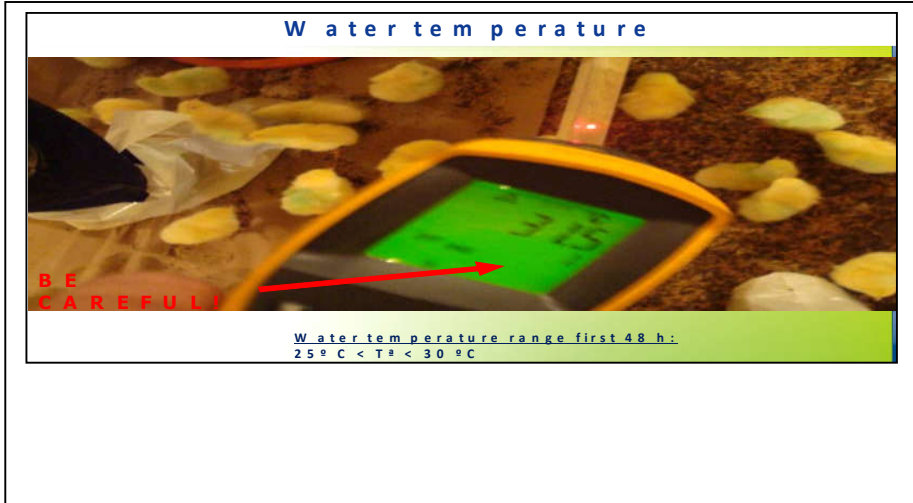 Water temperature
BE
CAREFUL!
Water temperature range first 48 h:
25º C < Tª < 30 ºC